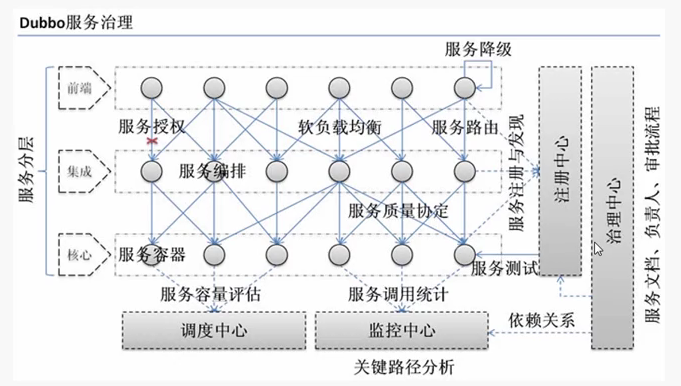 Dubbo服务治理
服务降级
前端
服务授权
软负载均衡
服务路由
服务分层
集成
服务编排
服务质量协定
服务注册与发现
注册中心
治理中心
服务文档、负责人、审批流程
核心
服务容器
服务测试
服务容量评估
服务调用统计
调度中心
监控中心
依赖关系
关键路径分析